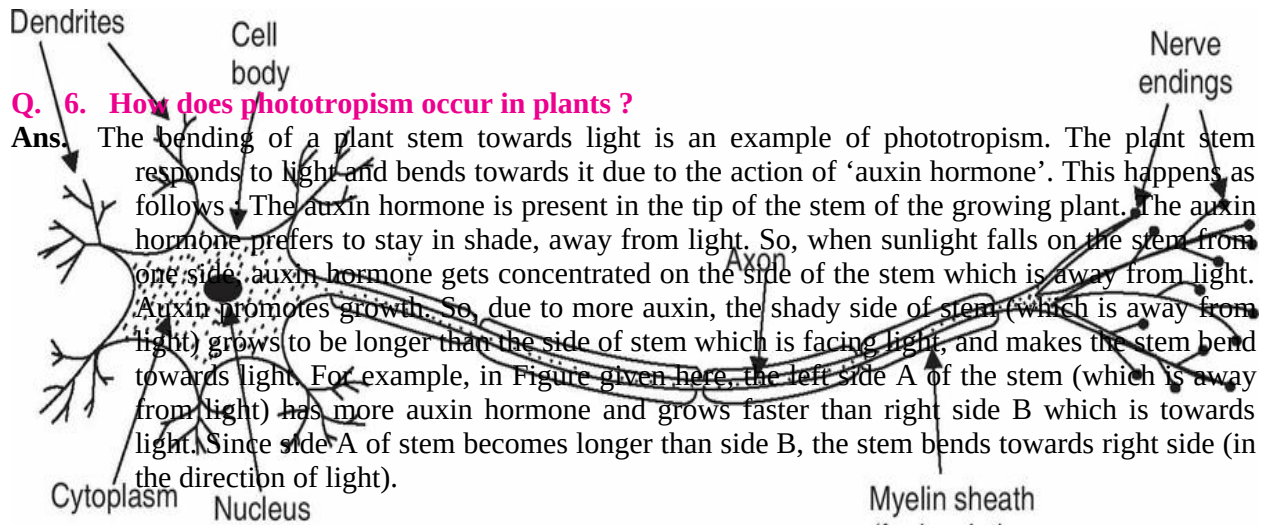 Dendrites
Cell
body
Nerve
endings
Q. 6. How does phototropism occur in plants ?
Ans. The bending of a plant stem towards light is an example of phototropism. The plant stem
responds to light and bends towards it due to the action of ‘auxin hormone’. This happens as
follows : The auxin hormone is present in the tip of the stem of the growing plant. The auxin
hormone prefers to stay in shade, away from light. So, when sunlight falls on the stem from
one side, auxin hormone gets concentrated on the side of the stem which is away from light.
Axon
Auxin promotes growth. So, due to more auxin, the shady side of stem (which is away from
light) grows to be longer than the side of stem which is facing light, and makes the stem bend
towards light. For example, in Figure given here, the left side A of the stem (which is away
from light) has more auxin hormone and grows faster than right side B which is towards
light. Since side A of stem becomes longer than side B, the stem bends towards right side (in
the direction of light).
Cytoplasm
Nucleus
Myelin sheath